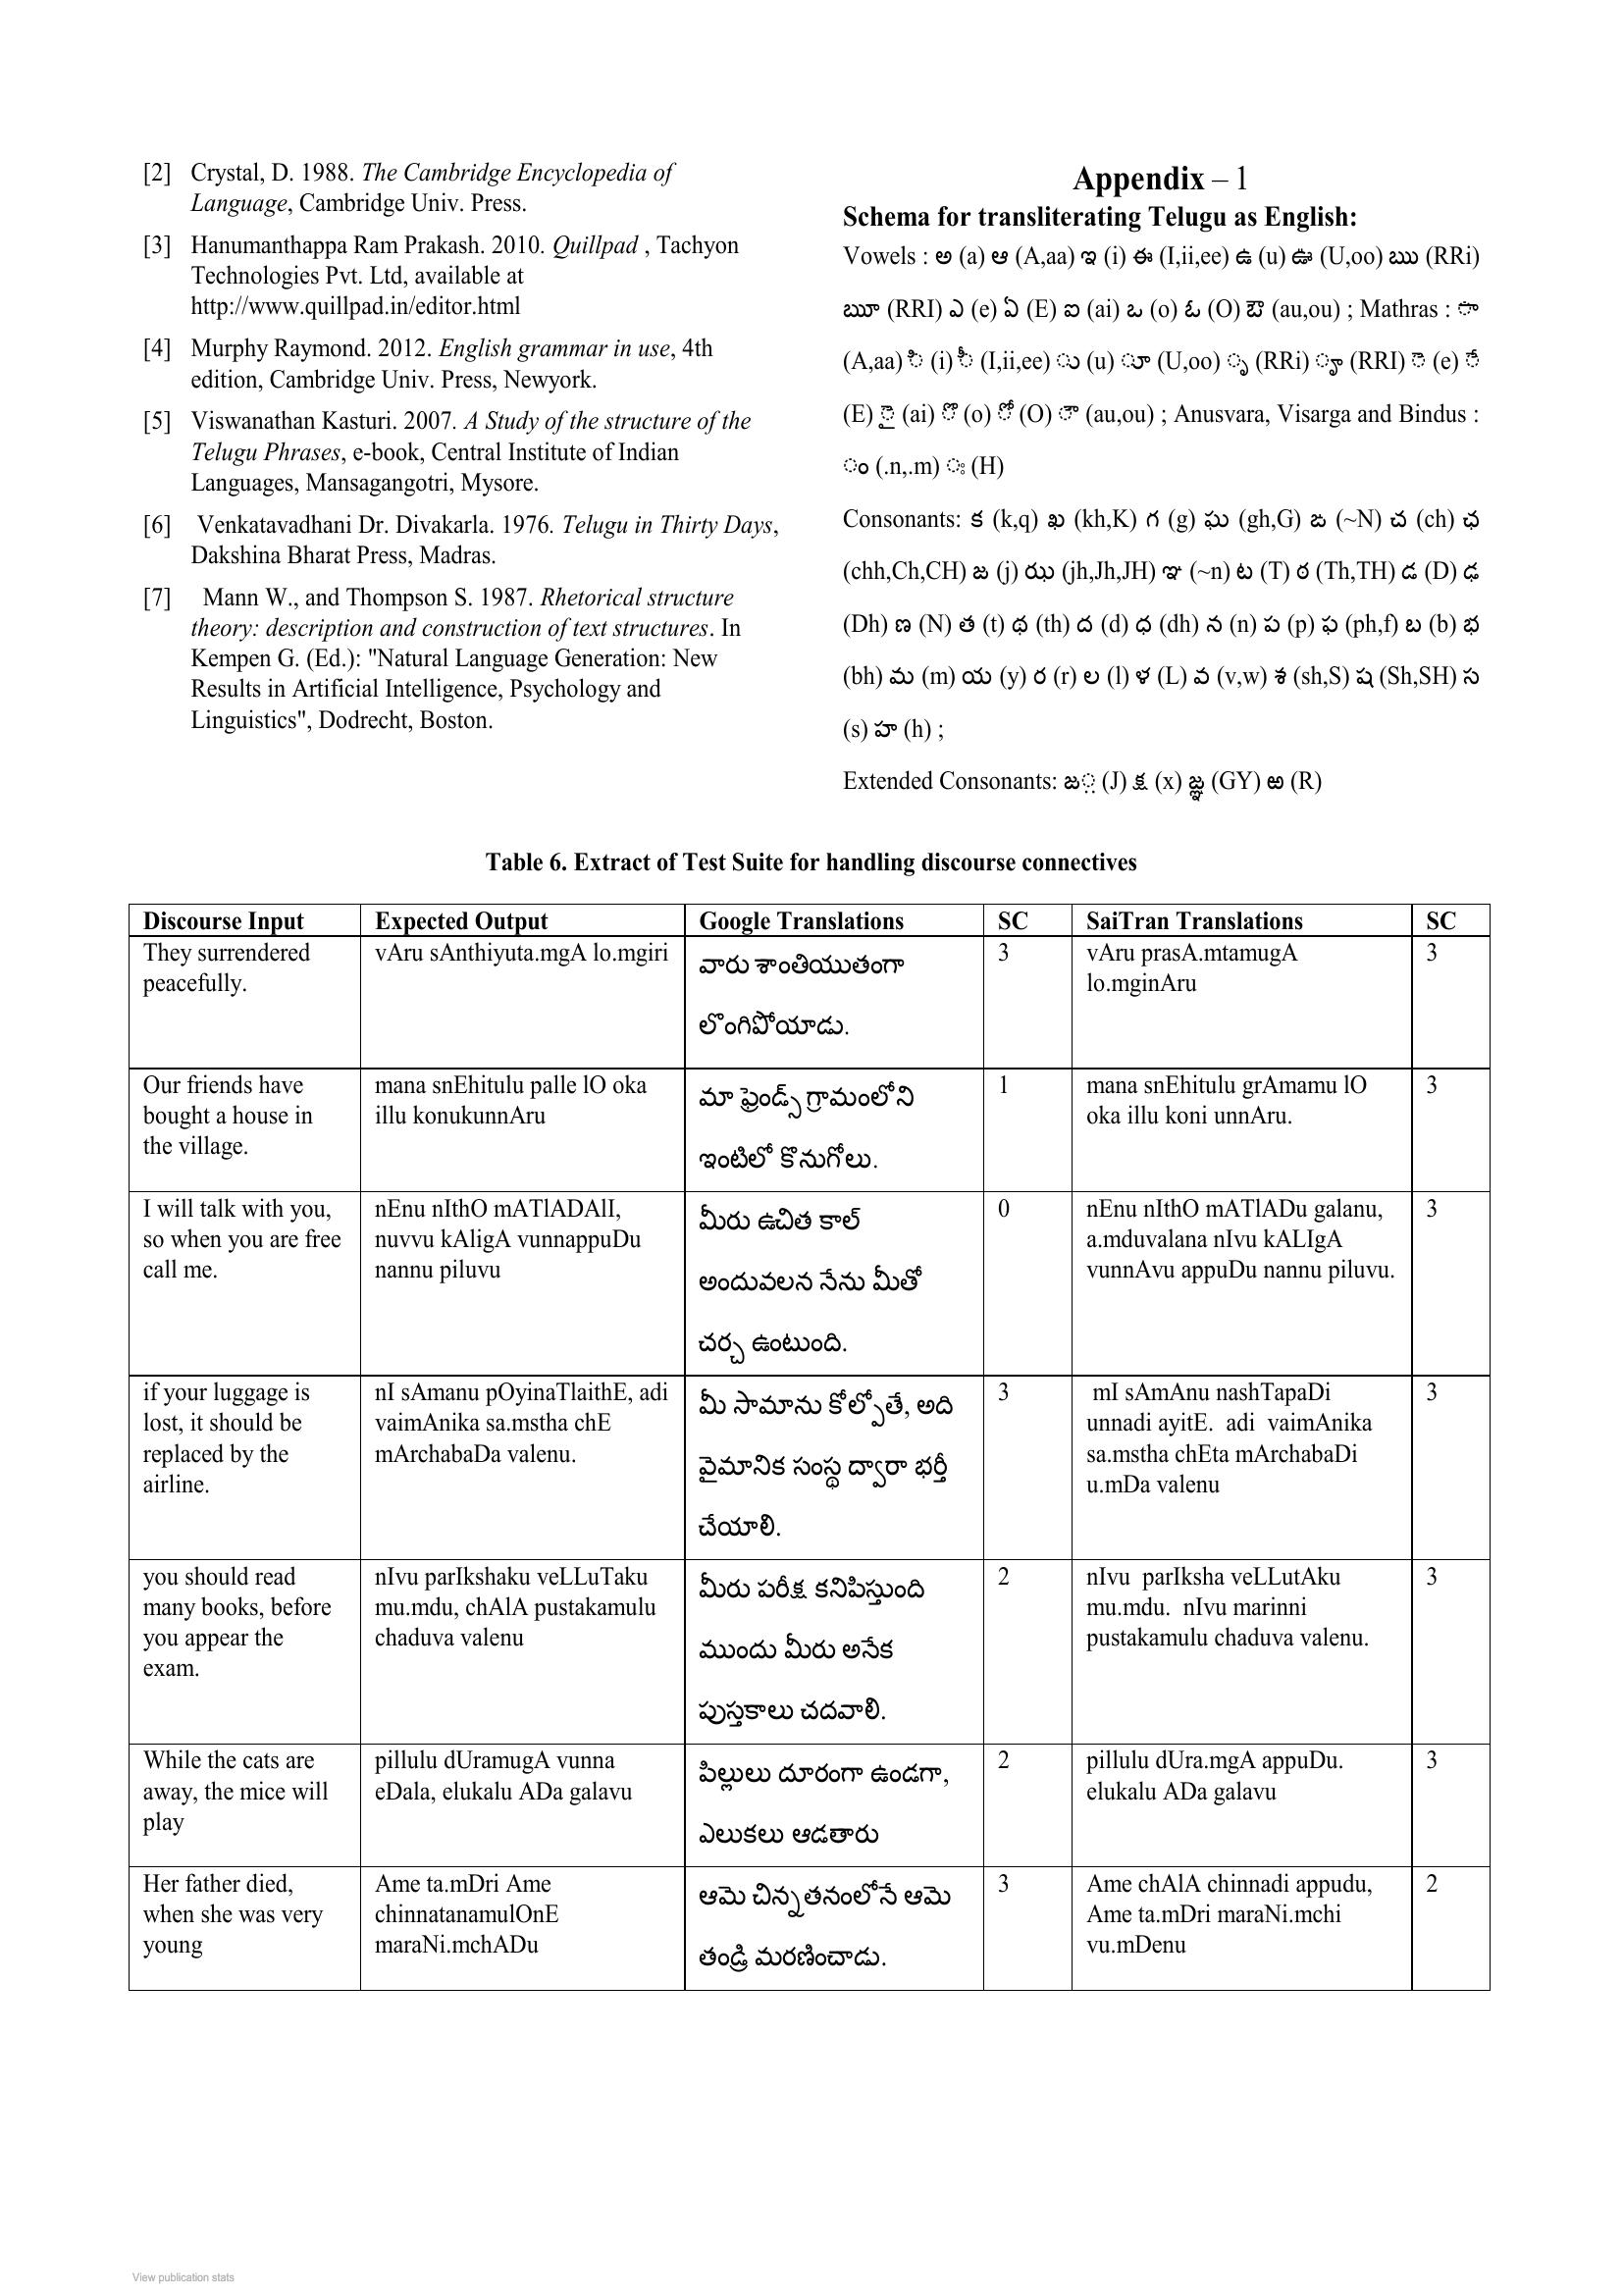 [2] Crystal, D. 1988. The Cambridge Encyclopedia of
Language, Cambridge Univ. Press.
[3] Hanumanthappa Ram Prakash. 2010. Quillpad , Tachyon
Technologies Pvt. Ltd, available at
http://www.quillpad.in/editor.html
[4] Murphy Raymond. 2012. English grammar in use, 4th
edition, Cambridge Univ. Press, Newyork.
[5] Viswanathan Kasturi. 2007. A Study of the structure of the
Telugu Phrases, e-book, Central Institute of Indian
Languages, Mansagangotri, Mysore.
[6] Venkatavadhani Dr. Divakarla. 1976. Telugu in Thirty Days,
Dakshina Bharat Press, Madras.
[7] Mann W., and Thompson S. 1987. Rhetorical structure
theory: description and construction of text structures. In
Kempen G. (Ed.): "Natural Language Generation: New
Results in Artificial Intelligence, Psychology and
Linguistics", Dodrecht, Boston.
Appendix – 1
Schema for transliterating Telugu as English:
Vowels : అ (a) ఆ (A,aa) ఇ (i) ఈ (I,ii,ee) ఉ (u) ఊ (U,oo) ఋ (RRi)
ౠ (RRI) ఎ (e) ఏ (E) ఐ (ai) ఒ (o) ఓ (O) ఔ (au,ou) ; Mathras : ా
(A,aa) ి (i) ీ (I,ii,ee) ు (u) ూ (U,oo) ృ (RRi) ౄ (RRI) ె (e) ే
(E) ై (ai) ొ (o) ో (O) ౌ (au,ou) ; Anusvara, Visarga and Bindus :
ం (.n,.m) ః (H)
Consonants: క (k,q) ఖ (kh,K) గ (g) ఘ (gh,G) ఙ (~N) చ (ch) ఛ
(chh,Ch,CH) జ (j) ఝ (jh,Jh,JH) ఞ (~n) ట (T) ఠ (Th,TH) డ (D) ఢ
(Dh) ణ (N) త (t) థ (th) ద (d) ధ (dh) న (n) ప (p) ఫ (ph,f) బ (b) భ
(bh) మ (m) య (y) ర (r) ల (l) ళ (L) వ (v,w) శ (sh,S) ష (Sh,SH) స
(s) హ (h) ;
Extended Consonants: జ఼ (J) క్ష (x) జ్ఞ (GY) ఱ (R)
Table 6. Extract of Test Suite for handling discourse connectives
Discourse Input Expected Output Google Translations SC SaiTran Translations SC
They surrendered
peacefully.
vAru sAnthiyuta.mgA lo.mgiri
వారు శాంతియుతంగా
లొంగిపోయాడు.
3
vAru prasA.mtamugA
lo.mginAru
3
Our friends have
bought a house in
the village.
mana snEhitulu palle lO oka
illu konukunnAru
మా ఫ్రెండ్స్ గ్రామంలోని
ఇంటిలో కొనుగోలు.
1
mana snEhitulu grAmamu lO
oka illu koni unnAru.
3
I will talk with you,
so when you are free
call me.
nEnu nIthO mATlADAlI,
nuvvu kAligA vunnappuDu
nannu piluvu
మీరు ఉచిత కాల్
అందువలన నేను మీతో
చర్చ ఉంటుంది.
0
nEnu nIthO mATlADu galanu,
a.mduvalana nIvu kALIgA
vunnAvu appuDu nannu piluvu.
3
if your luggage is
lost, it should be
replaced by the
airline.
nI sAmanu pOyinaTlaithE, adi
vaimAnika sa.mstha chE
mArchabaDa valenu.
మీ సామాను కోల్పోతే, అది
వైమానిక సంస్థ ద్వారా భర్తీ
చేయాలి.
3
mI sAmAnu nashTapaDi
unnadi ayitE. adi vaimAnika
sa.mstha chEta mArchabaDi
u.mDa valenu
3
you should read
many books, before
you appear the
exam.
nIvu parIkshaku veLLuTaku
mu.mdu, chAlA pustakamulu
chaduva valenu
మీరు పరీక్ష కనిపిస్తుంది
ముందు మీరు అనేక
పుస్తకాలు చదవాలి.
2
nIvu parIksha veLLutAku
mu.mdu. nIvu marinni
pustakamulu chaduva valenu.
3
While the cats are
away, the mice will
play
pillulu dUramugA vunna
eDala, elukalu ADa galavu
పిల్లులు దూరంగా ఉండగా,
ఎలుకలు ఆడతారు
2
pillulu dUra.mgA appuDu.
elukalu ADa galavu
3
Her father died,
when she was very
young
Ame ta.mDri Ame
chinnatanamulOnE
maraNi.mchADu
ఆమె చిన్నతనంలోనే ఆమె
తండ్రి మరణించాడు.
3
Ame chAlA chinnadi appudu,
Ame ta.mDri maraNi.mchi
vu.mDenu
2
View publication stats